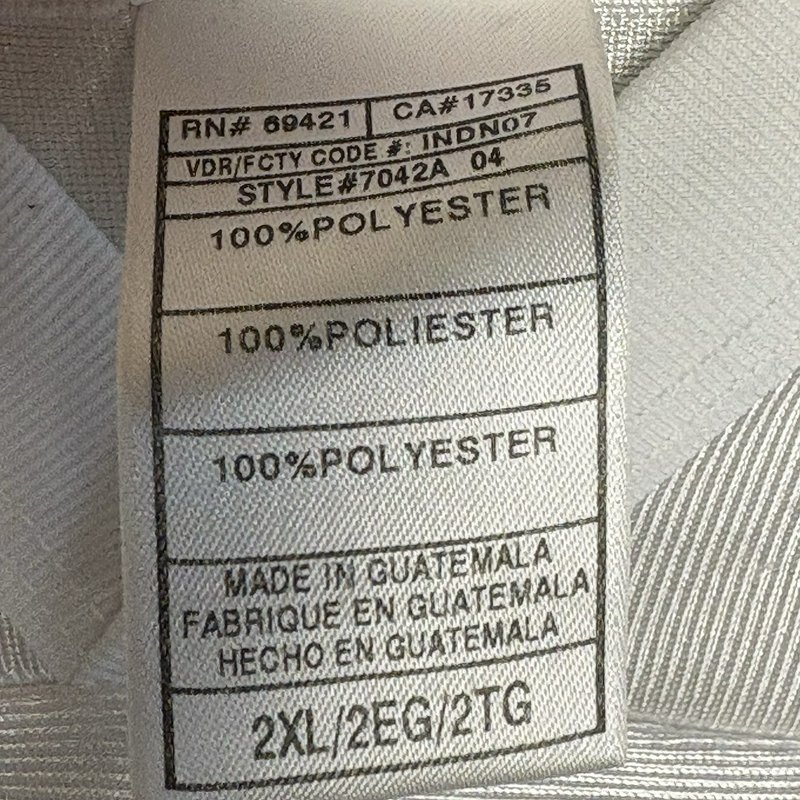 RN# 69421 CA#17335
VDR/FCTY CODE #: INDN07
STYLE#7042A 04
100%POLYESTER
100%POLIESTER
100%POLYESTER
MADE IN GUATEMALA
FABRIQUE EN GUATEMALA
HECHO EN GUATEMALA
2XL/2EG/2TG